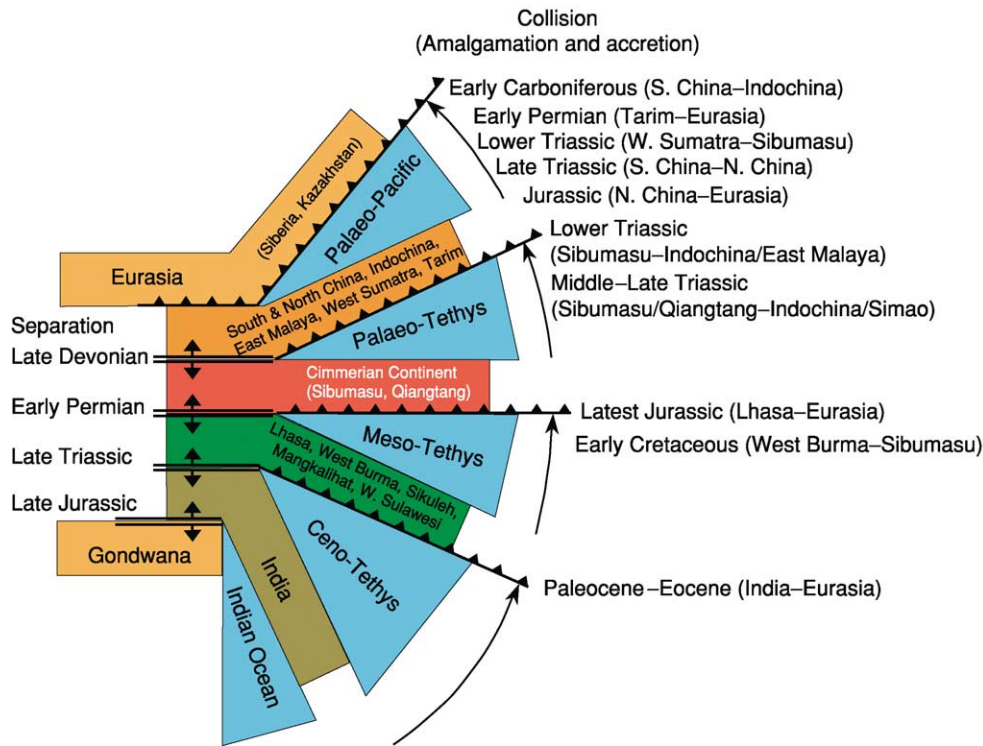 Collision
(Amalgamation and accretion)
Early Carboniferous (S. China–Indochina)
Early Permian (Tarim–Eurasia)
Lower Triassic (W. Sumatra–Sibumasu)
Late Triassic (S. China–N. China)
Jurassic (N. China–Eurasia)
(Siberia, Kazakhstan)
Palaeo-Pacific
Eurasia
Lower Triassic
(Sibumasu–Indochina/East Malaya)
Middle–Late Triassic
(Sibumasu/Qiangtang–Indochina/Simao)
South & North China, Indochina,
East Malaya, West Sumatra, Tarim
Palaeo-Tethys
Separation
Late Devonian
Cimmerian Continent
(Sibumasu, Qiangtang)
Early Permian
Latest Jurassic (Lhasa–Eurasia)
Early Cretaceous (West Burma–Sibumasu)
Meso-Tethys
Lhasa, West Burma, Sikuleh,
Mangkalihat, W. Sulawesi
Late Triassic
Late Jurassic
Gondwana
India
Ceno-Tethys
Indian Ocean
Paleocene–Eocene (India–Eurasia)